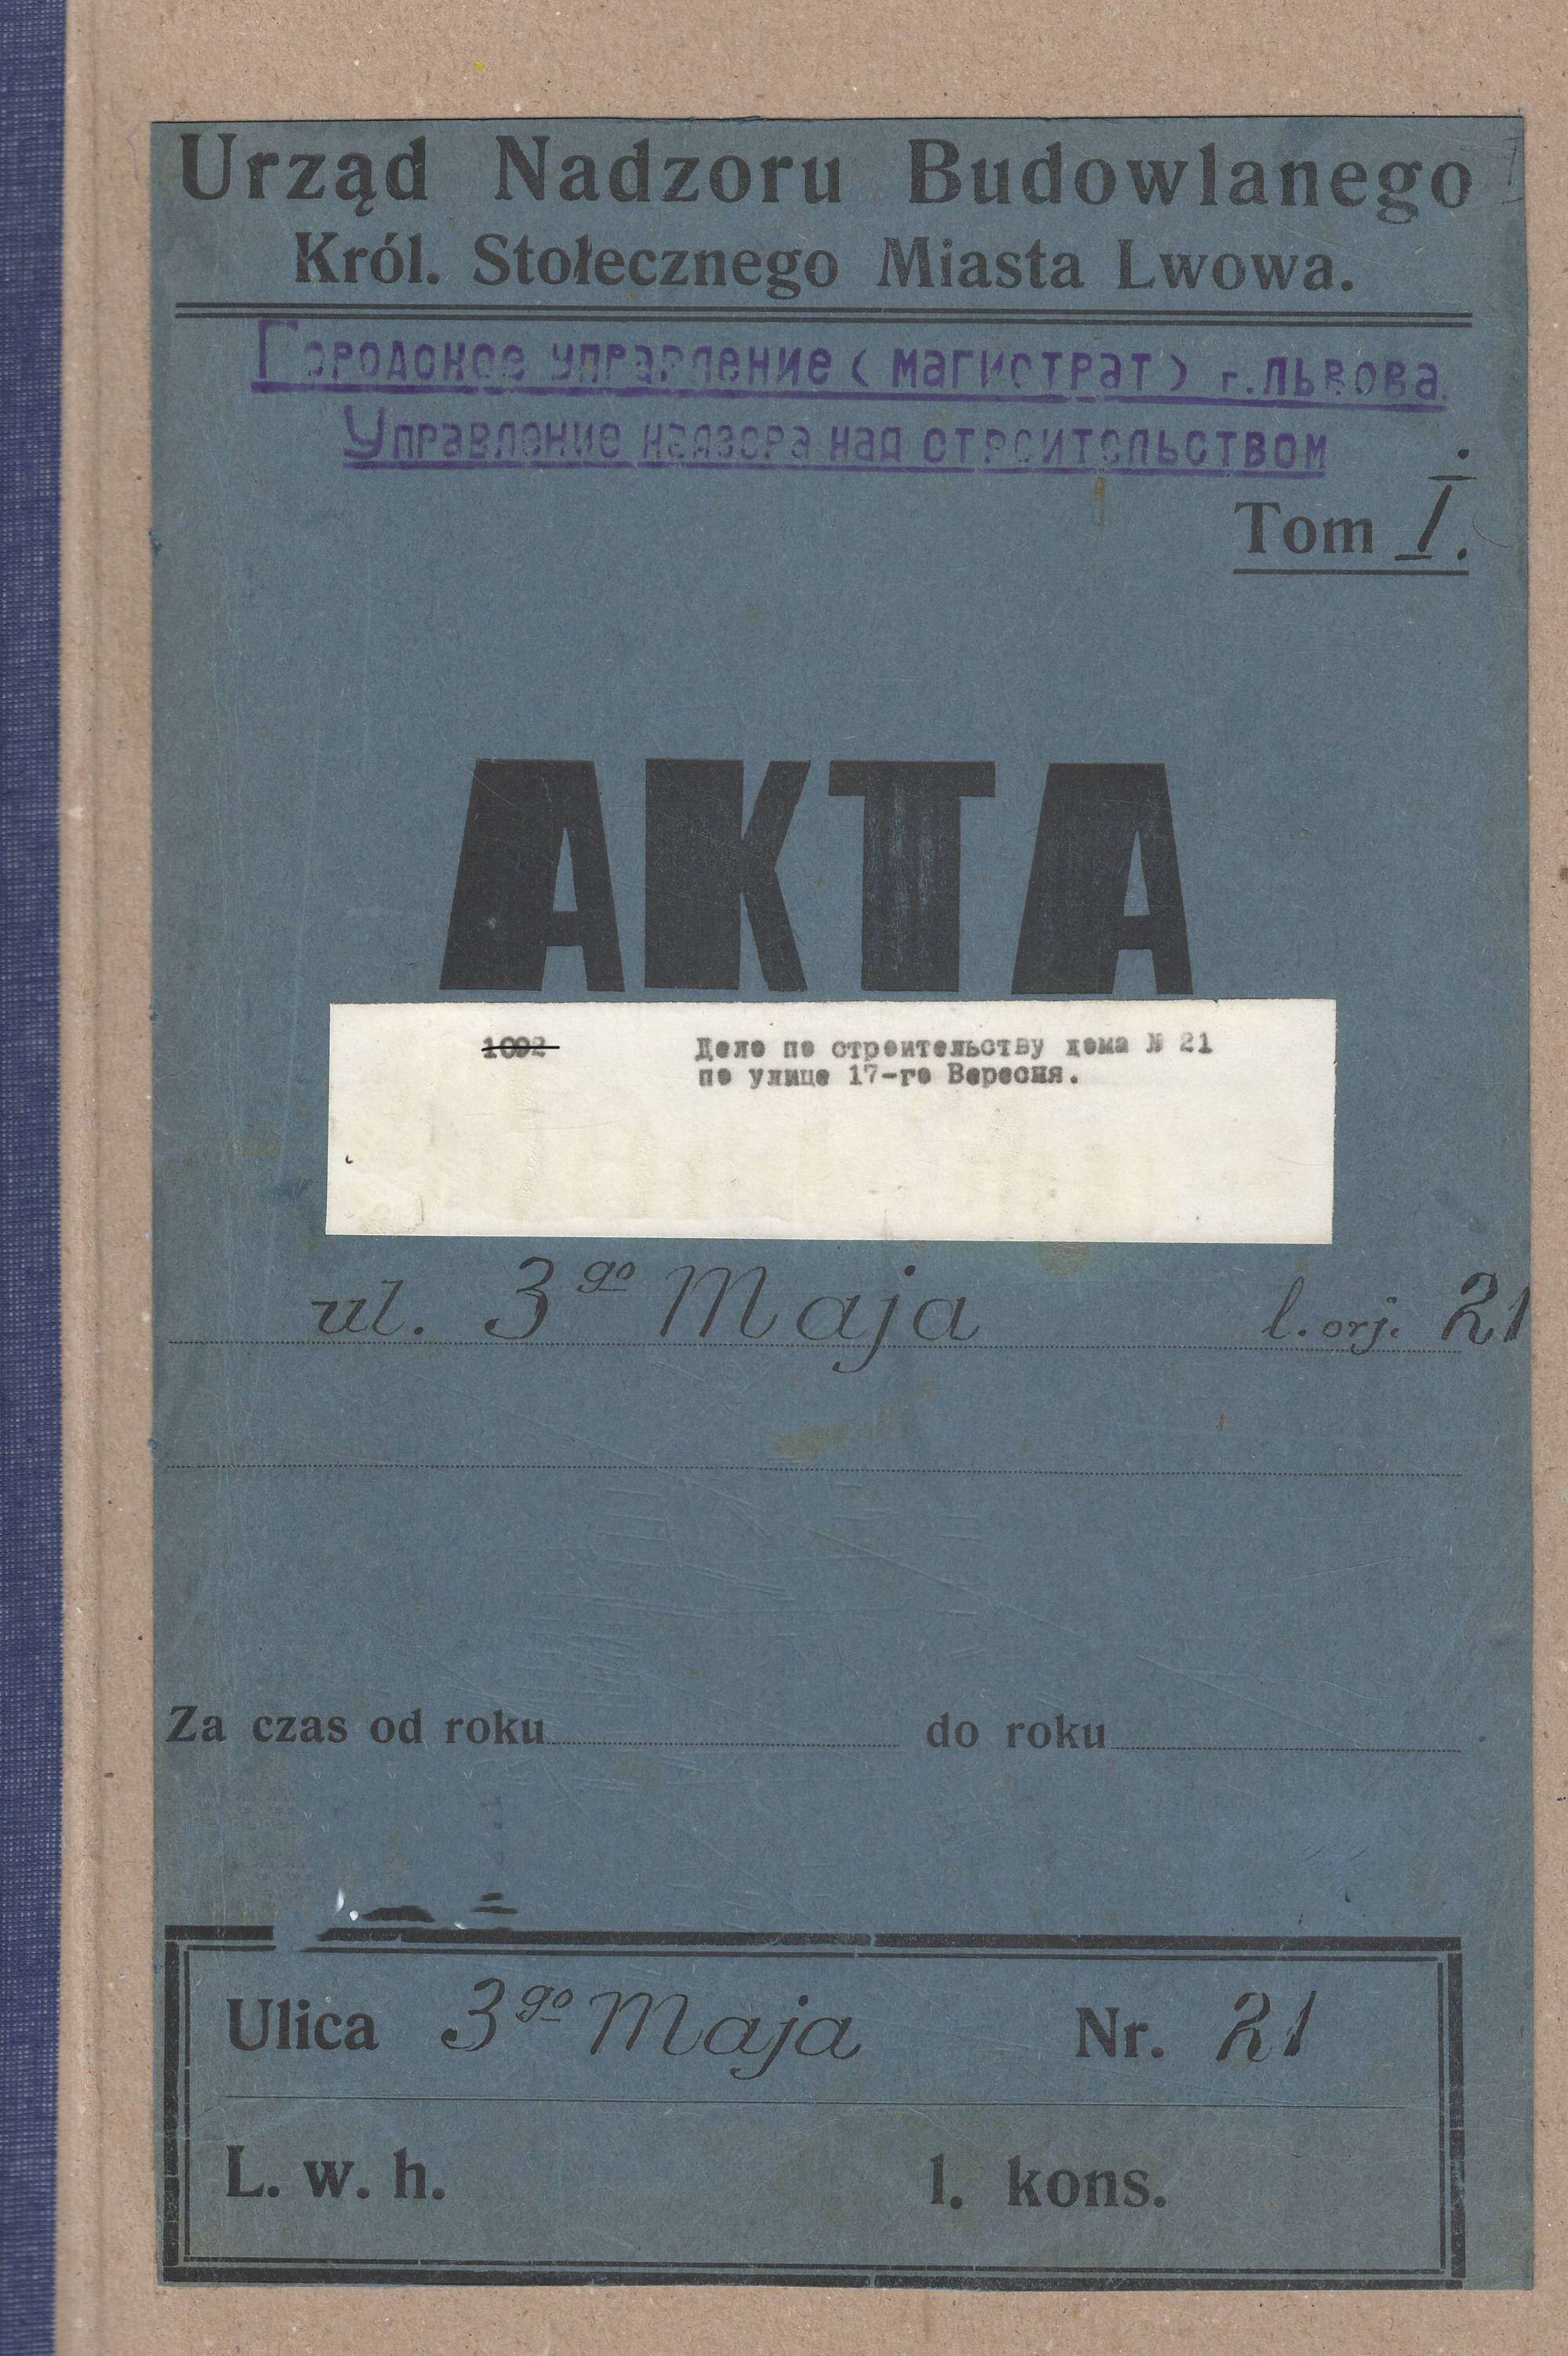 Urząd Nadzoru Budowlanego
Król. Stołecznego Miasta Lwowa.
Городское управление (магистрат) г. Львова.
Управление надзора над строительством
Tom I.
AKTA
1092 Дело по строительству дома № 21
по улице 17-го Вересня.
ul. 3go Maja l. orj. 21
Za czas od roku do roku
Ulica 3go Maja Nr. 21
L. w. h. l. kons.